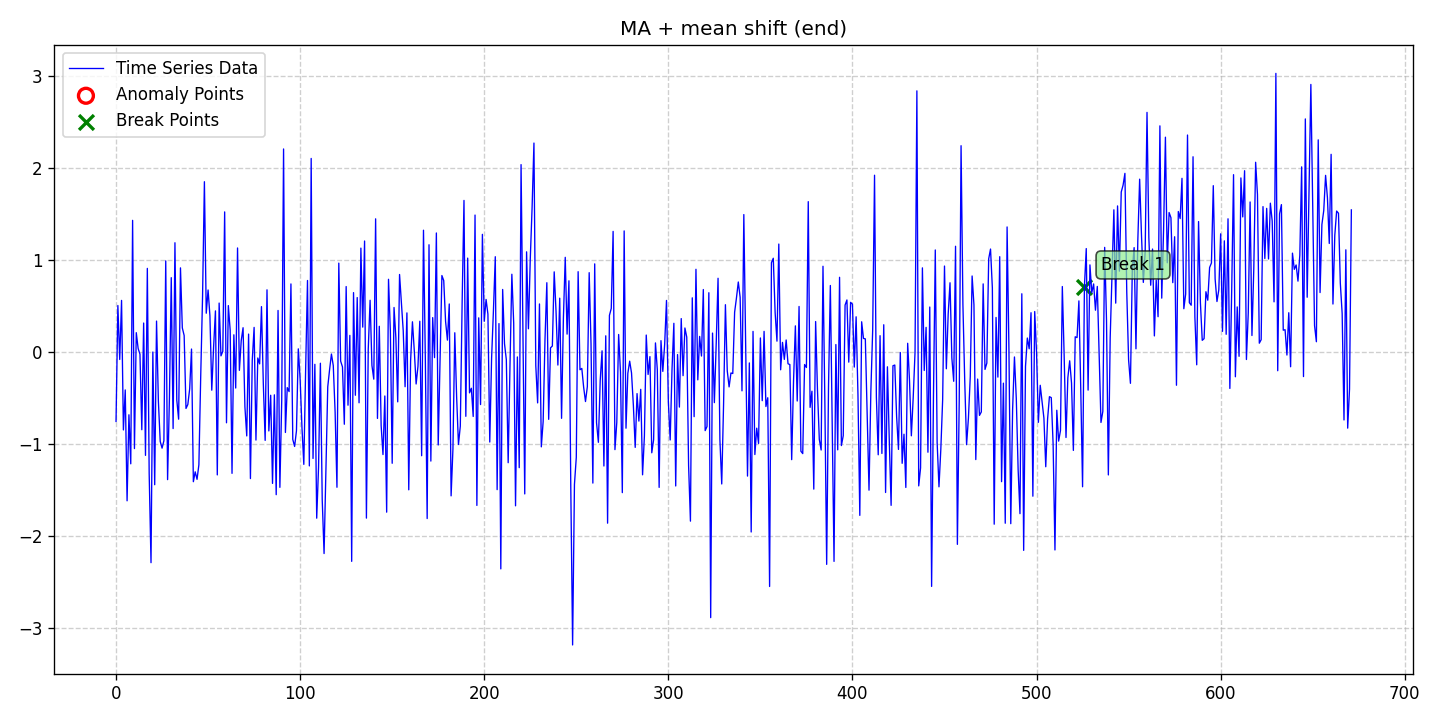 MA + mean shift (end)
Time Series Data
Anomaly Points
Break Points
Break 1
3
2
1
0
−1
−2
−3
0 100 200 300 400 500 600 700